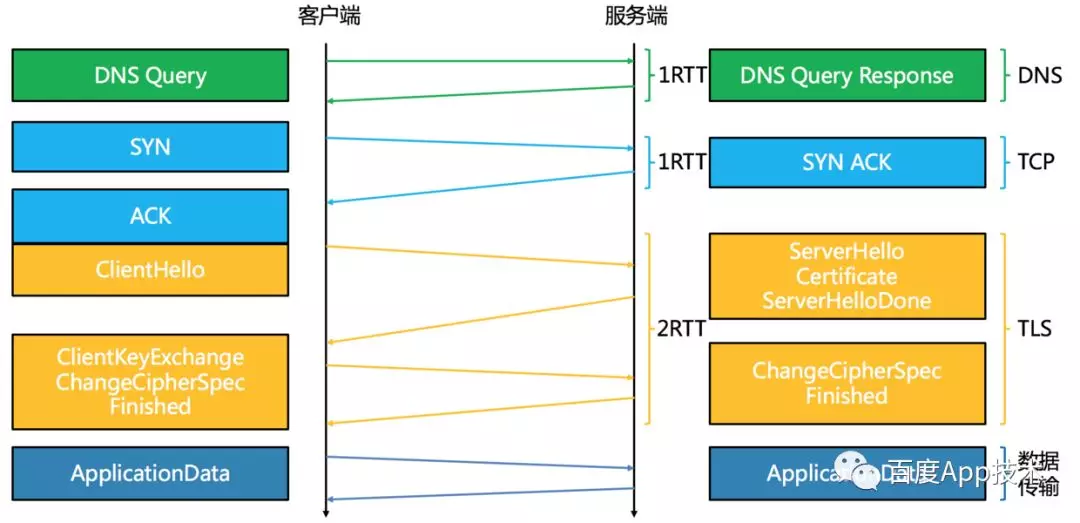 客户端
服务端
DNS Query
1RTT
DNS Query Response
DNS
SYN
1RTT
SYN ACK
TCP
ACK
ClientHello
ServerHello
Certificate
ServerHelloDone
2RTT
TLS
ClientKeyExchange
ChangeCipherSpec
Finished
ChangeCipherSpec
Finished
ApplicationData
ApplicationData
数据
传输
百度App技术